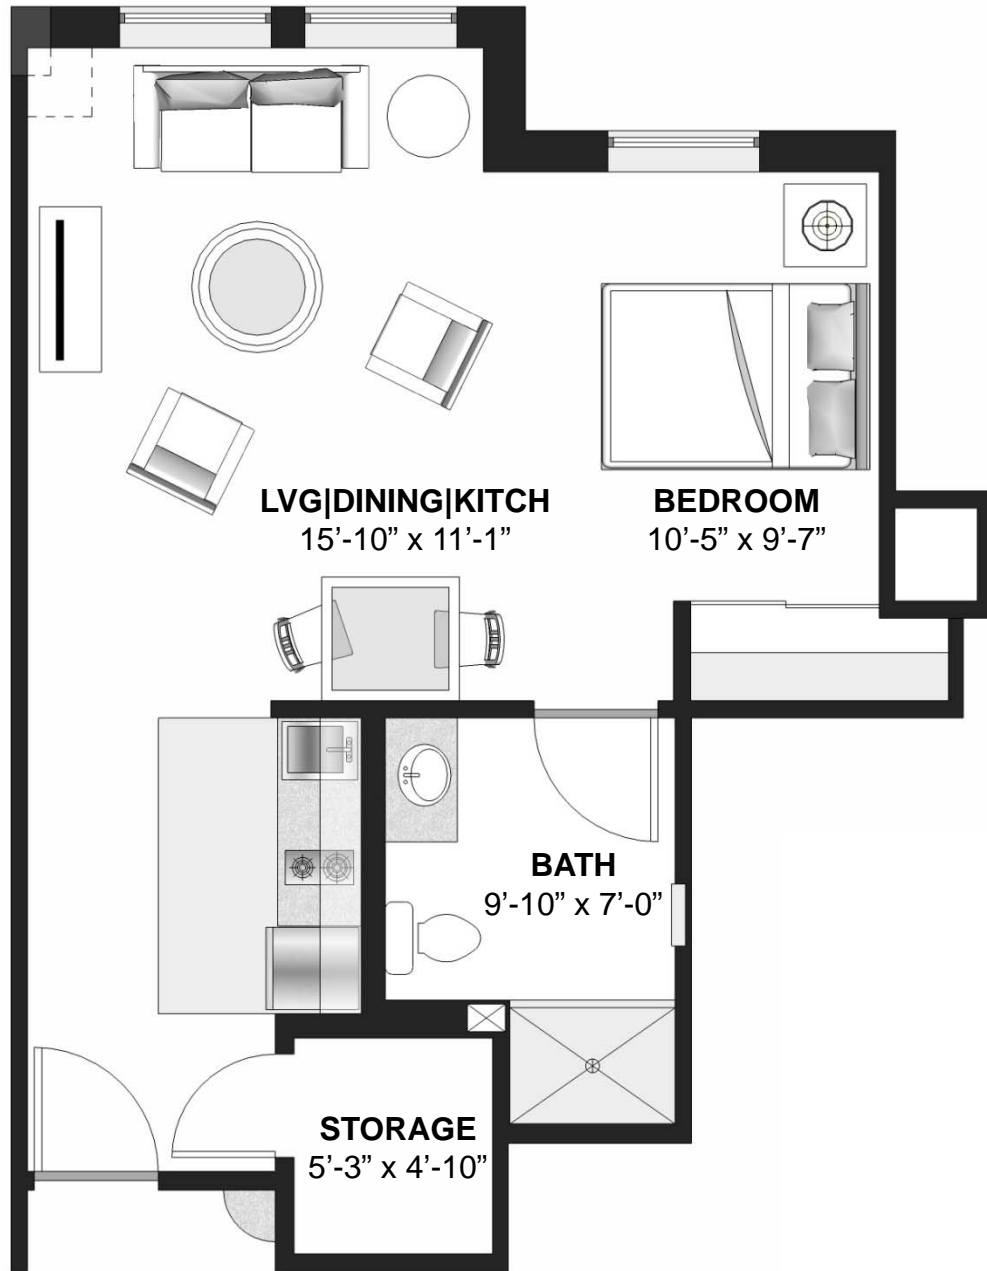 LVG|DINING|KITCH
15’-10” x 11’-1”
BEDROOM
10’-5” x 9’-7”
BATH
9’-10” x 7’-0”
STORAGE
5’-3” x 4’-10”